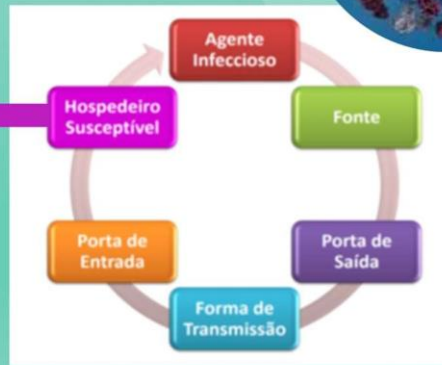 Agente
Infeccioso
Fonte
Porta de
Saída
Forma de
Transmissão
Porta de
Entrada
Hospedeiro
Susceptível